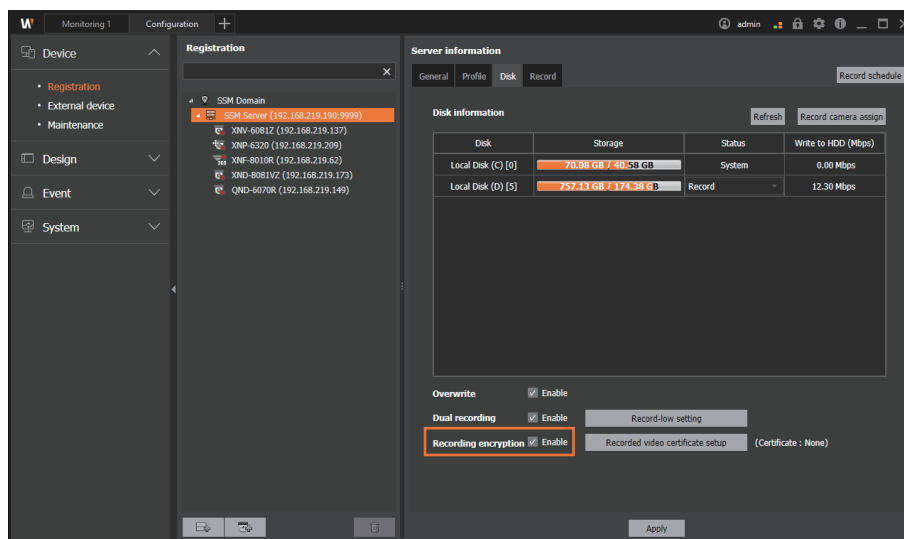 W Monitoring 1 Configuration admin
Device
• Registration
• External device
• Maintenance
Design
Event
System
Registration
SSM Domain
SSM Server (192.168.219.190:9999)
XNV-6081Z (192.168.219.137)
XNP-6320 (192.168.219.209)
XNF-8010R (192.168.219.62)
XND-8081VZ (192.168.219.173)
QND-6070R (192.168.219.149)
Server information
General Profile Disk Record Record schedule
Disk information Refresh Record camera assign
Disk Storage Status Write to HDD (Mbps)
Local Disk (C) [0] 70.08 GB / 40.58 GB System 0.00 Mbps
Local Disk (D) [5] 757.13 GB / 174.38 GB Record 12.30 Mbps
Overwrite Enable
Dual recording Enable Record-low setting
Recording encryption Enable Recorded video certificate setup (Certificate : None)
Apply